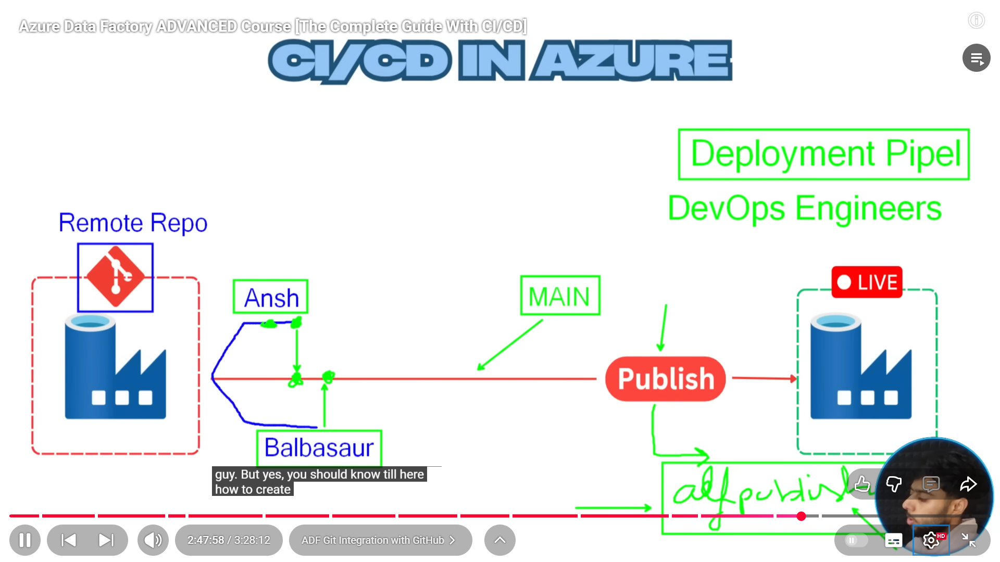 Azure Data Factory ADVANCED Course [The Complete Guide With CI/CD]
CI/CD IN AZURE
Deployment Pipel
DevOps Engineers
Remote Repo
LIVE
Ansh
MAIN
Publish
Balbasaur
guy. But yes, you should know till here
how to create
adf publish
2:47:58 / 3:28:12
ADF Git Integration with GitHub
HD